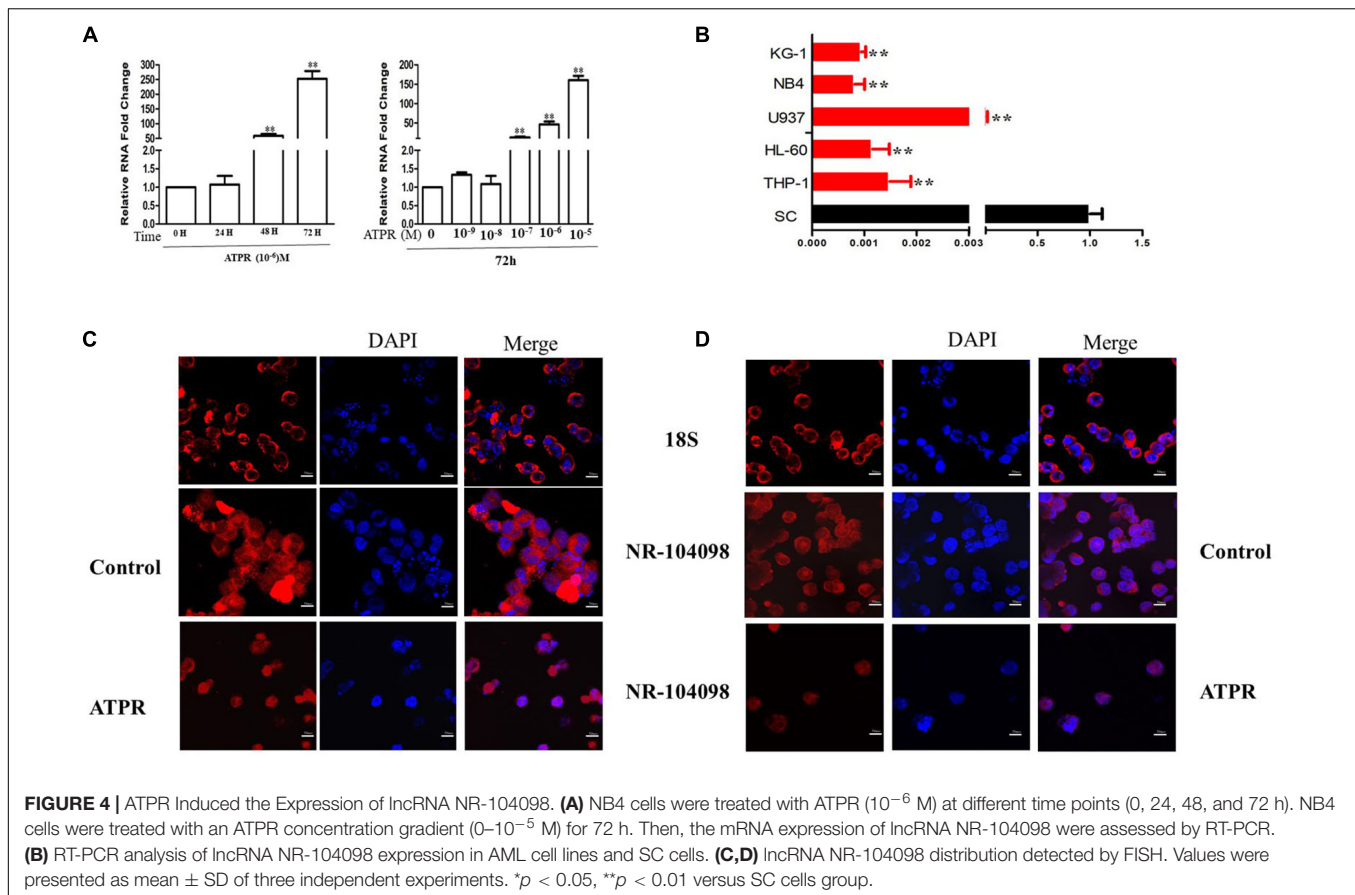 A
Relative RNA Fold Change
300
250
200
150
100
50
2.0
1.5
1.0
0.5
0.0
**
**
Time
0 H 24 H 48 H 72 H
ATPR (10⁻⁶)M
Relative RNA Fold Change
200
150
100
50
2.0
1.5
1.0
0.5
0.0
**
**
**
ATPR (M)
0 10⁻⁹ 10⁻⁸ 10⁻⁷ 10⁻⁶ 10⁻⁵
72h
B
KG-1 **
NB4 **
U937 **
HL-60 **
THP-1 **
SC
0.000 0.001 0.002 0.003 0.5 1.0 1.5
C
DAPI Merge
Control
ATPR
D
DAPI Merge
18S
NR-104098
Control
NR-104098
ATPR
FIGURE 4 | ATPR Induced the Expression of lncRNA NR-104098. (A) NB4 cells were treated with ATPR (10⁻⁶ M) at different time points (0, 24, 48, and 72 h). NB4
cells were treated with an ATPR concentration gradient (0–10⁻⁵ M) for 72 h. Then, the mRNA expression of lncRNA NR-104098 were assessed by RT-PCR.
(B) RT-PCR analysis of lncRNA NR-104098 expression in AML cell lines and SC cells. (C,D) lncRNA NR-104098 distribution detected by FISH. Values were
presented as mean ± SD of three independent experiments. *p < 0.05, **p < 0.01 versus SC cells group.